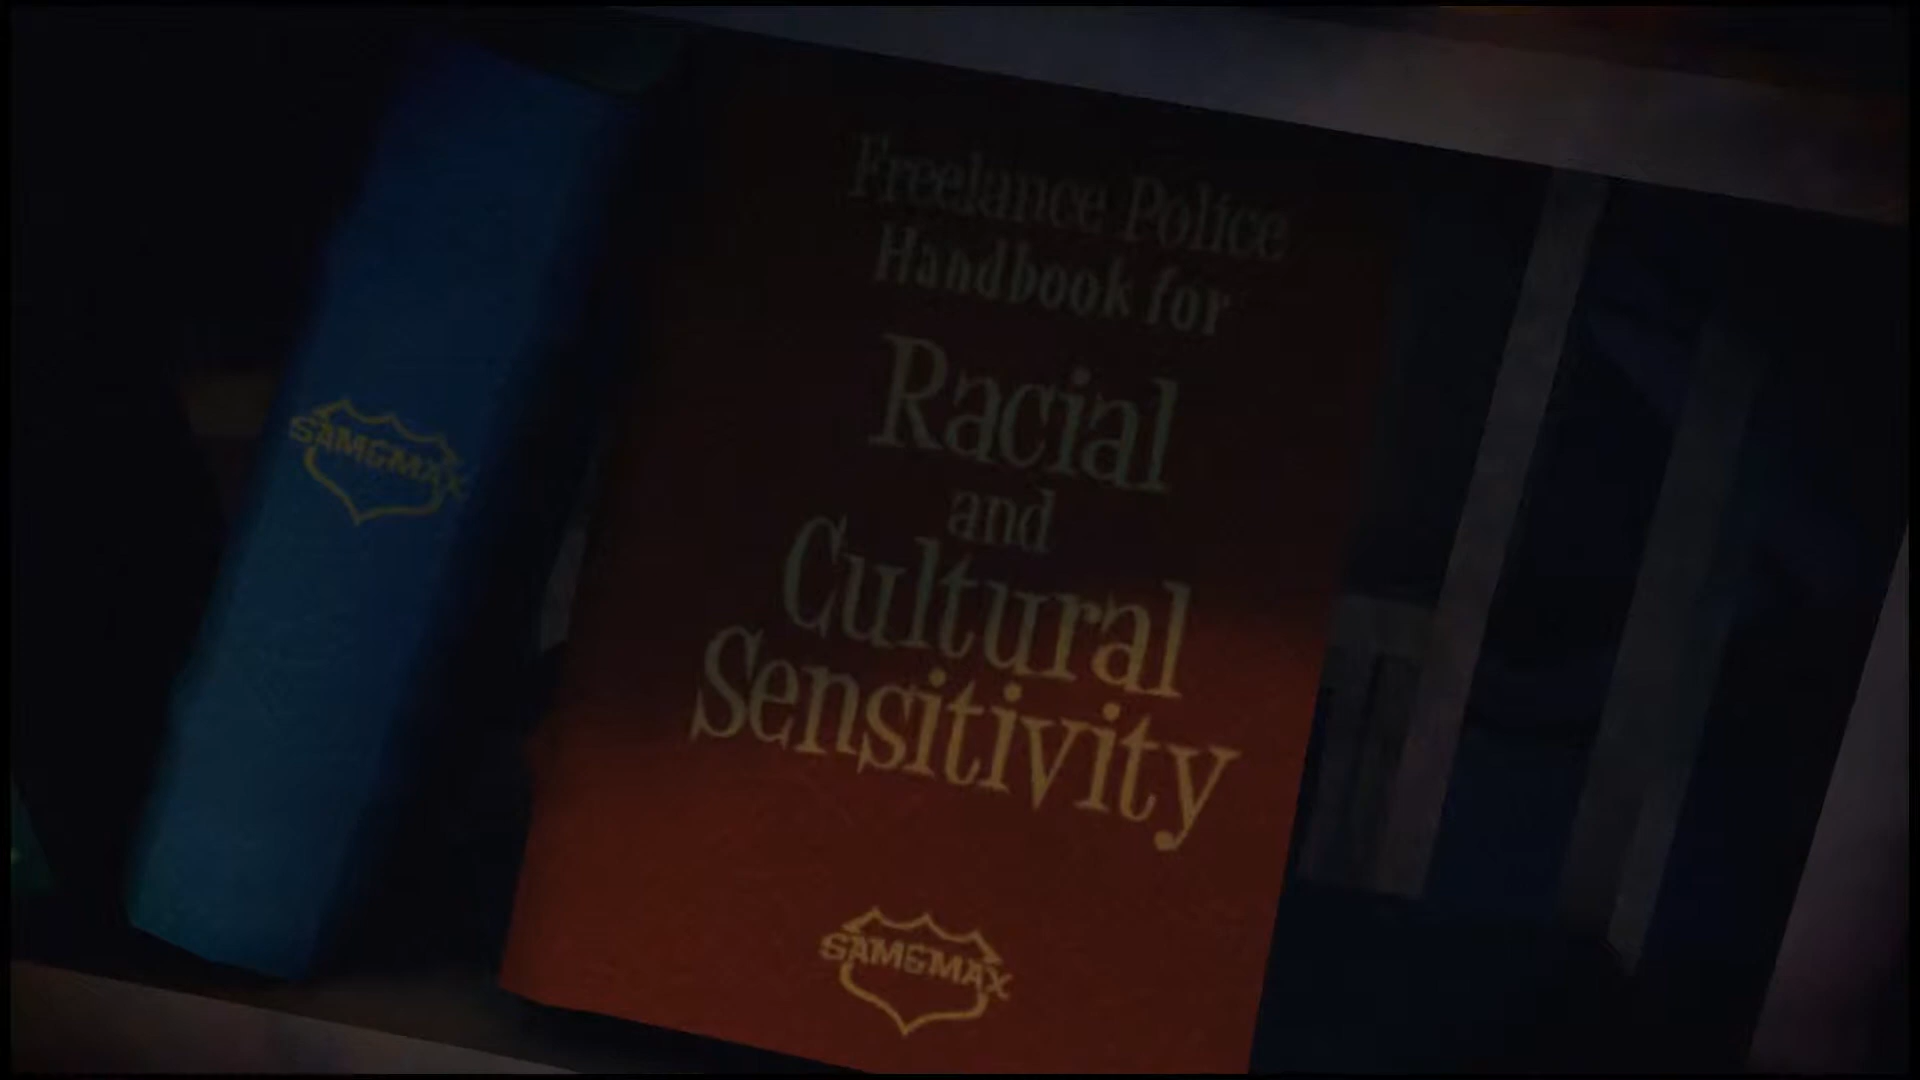 SAM&MAX
Freelance Police
Handbook for
Racial
and
Cultural
Sensitivity
SAM&MAX